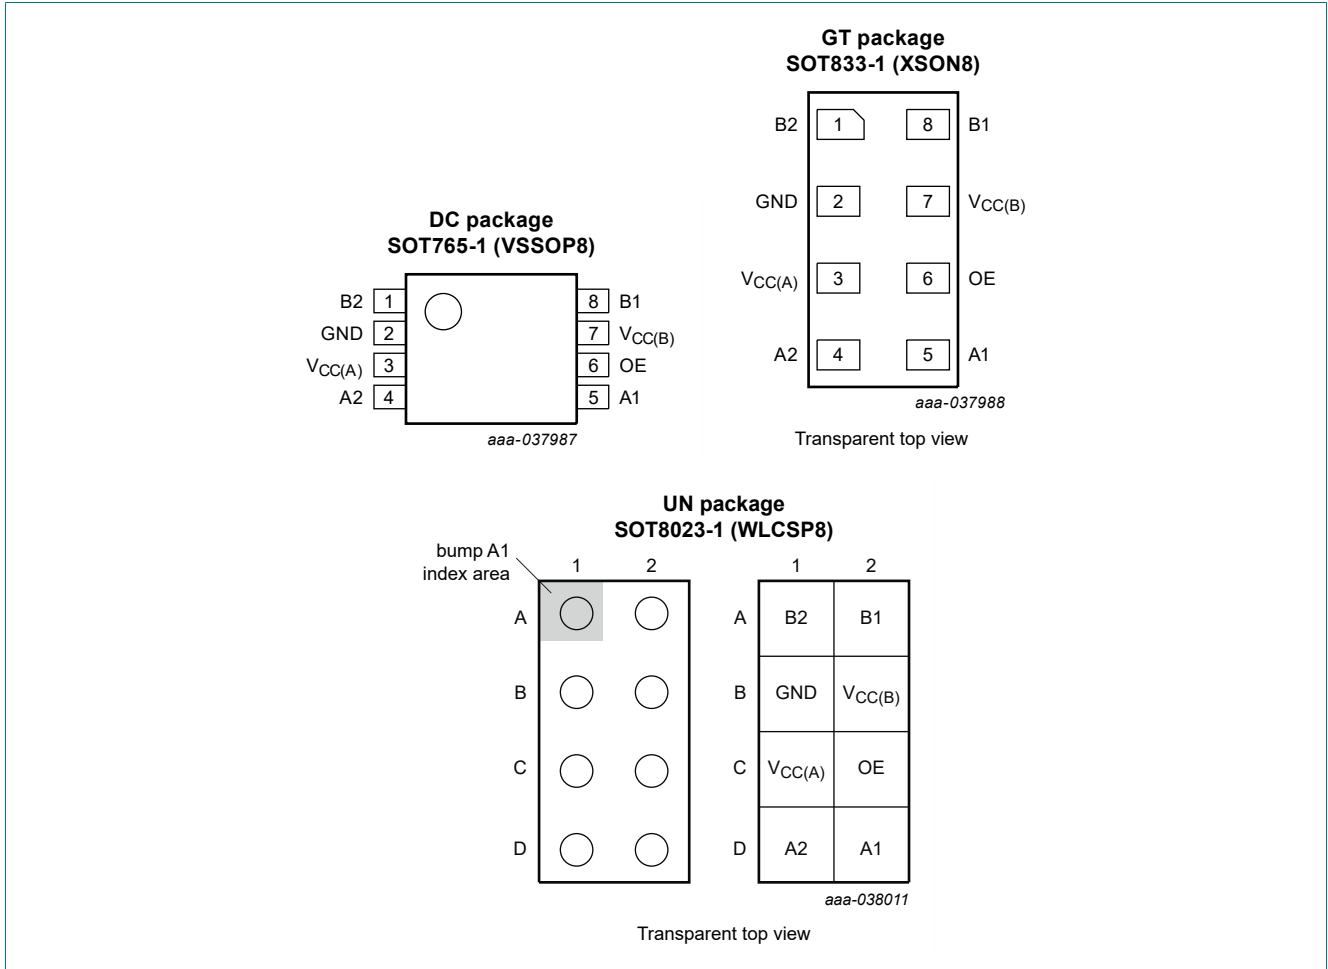 GT package
SOT833-1 (XSON8)
B2 1 8 B1
GND 2 7 VCC(B)
VCC(A) 3 6 OE
A2 4 5 A1
aaa-037988
Transparent top view
DC package
SOT765-1 (VSSOP8)
B2 1 8 B1
GND 2 7 VCC(B)
VCC(A) 3 6 OE
A2 4 5 A1
aaa-037987
UN package
SOT8023-1 (WLCSP8)
bump A1
index area
1 2
A
B
C
D
1 2
A B2 B1
B GND VCC(B)
C VCC(A) OE
D A2 A1
aaa-038011
Transparent top view